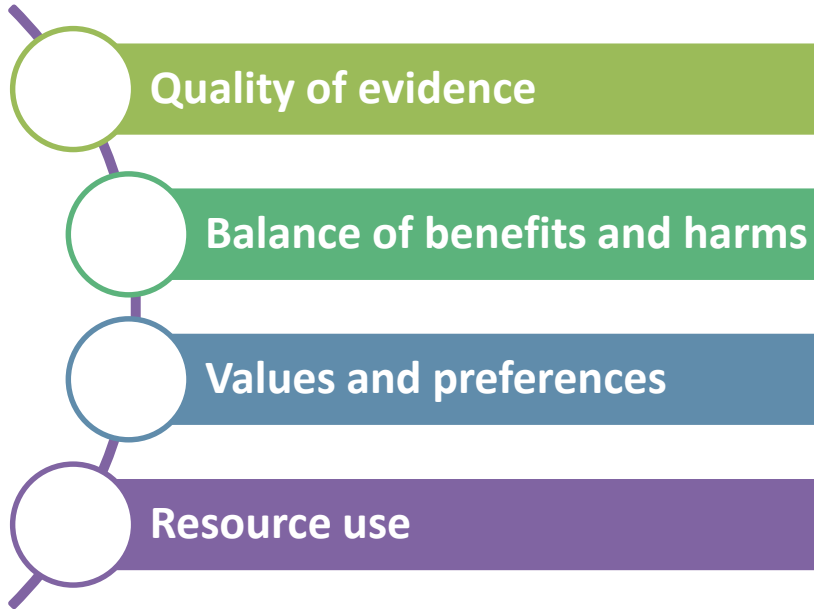 Quality of evidence
Balance of benefits and harms
Values and preferences
Resource use